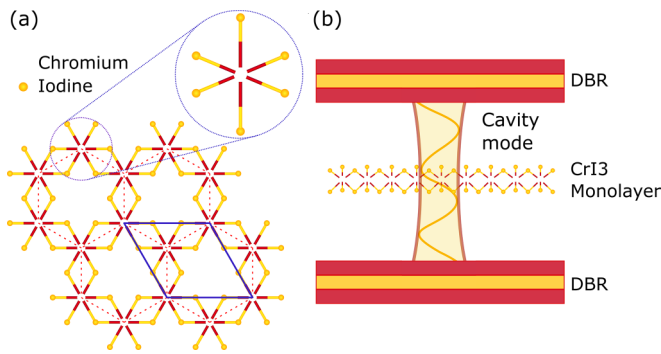 (a)
Chromium
Iodine
(b)
DBR
Cavity
mode
CrI3
Monolayer
DBR